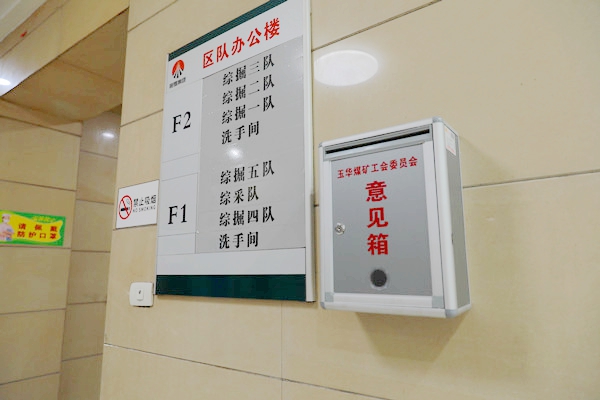 区队办公楼
F2
综掘三队
综掘二队
综掘一队
洗手间
F1
综掘五队
综采队
综掘四队
洗手间
禁止吸烟
NO SMOKING
请佩戴
防护口罩
玉华煤矿工会委员会
意见箱